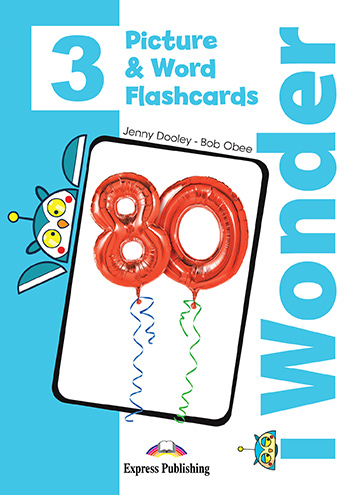 3
Picture
& Word
Flashcards
Jenny Dooley - Bob Obee
80
I Wonder
Express Publishing